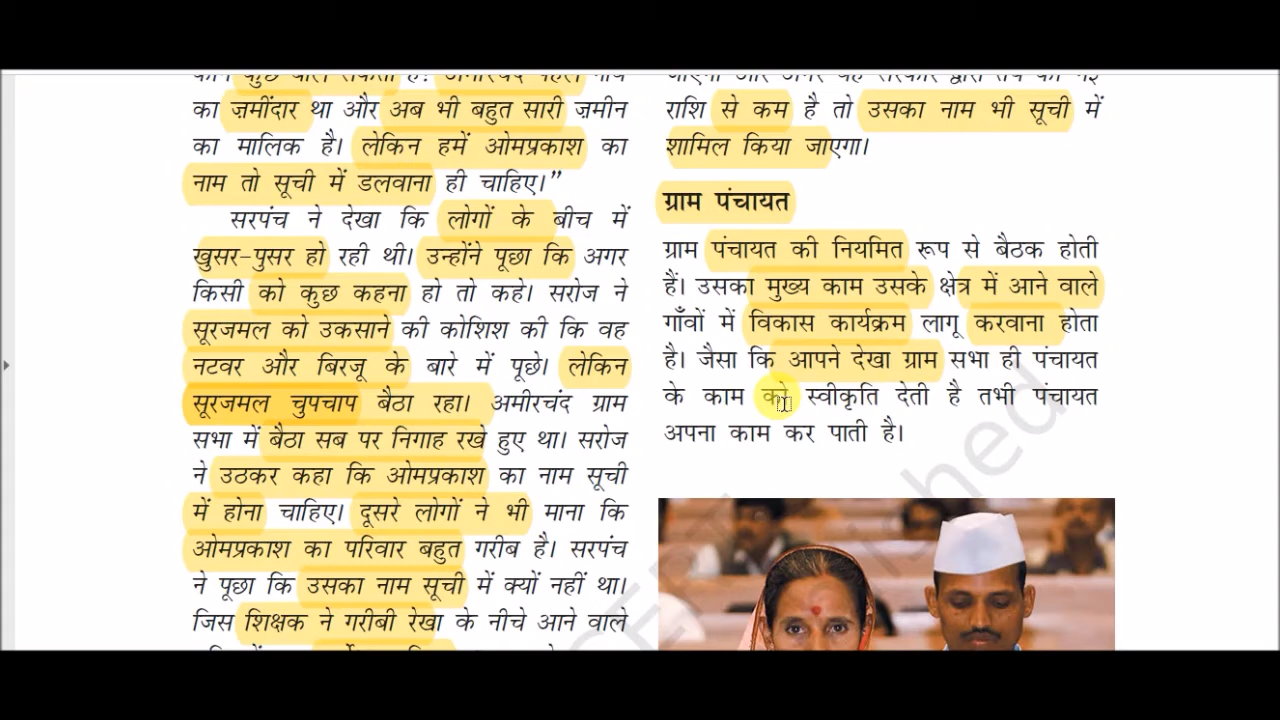 का ज़मींदार था और अब भी बहुत सारी ज़मीन
का मालिक है। लेकिन हमें ओमप्रकाश का
नाम तो सूची में डलवाना ही चाहिए।”
सरपंच ने देखा कि लोगों के बीच में
खुसर-पुसर हो रही थी। उन्होंने पूछा कि अगर
किसी को कुछ कहना हो तो कहे। सरोज ने
सूरजमल को उकसाने की कोशिश की कि वह
नटवर और बिरजू के बारे में पूछे। लेकिन
सूरजमल चुपचाप बैठा रहा। अमीरचंद ग्राम
सभा में बैठा सब पर निगाह रखे हुए था। सरोज
ने उठकर कहा कि ओमप्रकाश का नाम सूची
में होना चाहिए। दूसरे लोगों ने भी माना कि
ओमप्रकाश का परिवार बहुत गरीब है। सरपंच
ने पूछा कि उसका नाम सूची में क्यों नहीं था।
जिस शिक्षक ने गरीबी रेखा के नीचे आने वाले
राशि से कम है तो उसका नाम भी सूची में
शामिल किया जाएगा।
ग्राम पंचायत
ग्राम पंचायत की नियमित रूप से बैठक होती
हैं। उसका मुख्य काम उसके क्षेत्र में आने वाले
गाँवों में विकास कार्यक्रम लागू करवाना होता
है। जैसा कि आपने देखा ग्राम सभा ही पंचायत
के काम को स्वीकृति देती है तभी पंचायत
अपना काम कर पाती है।